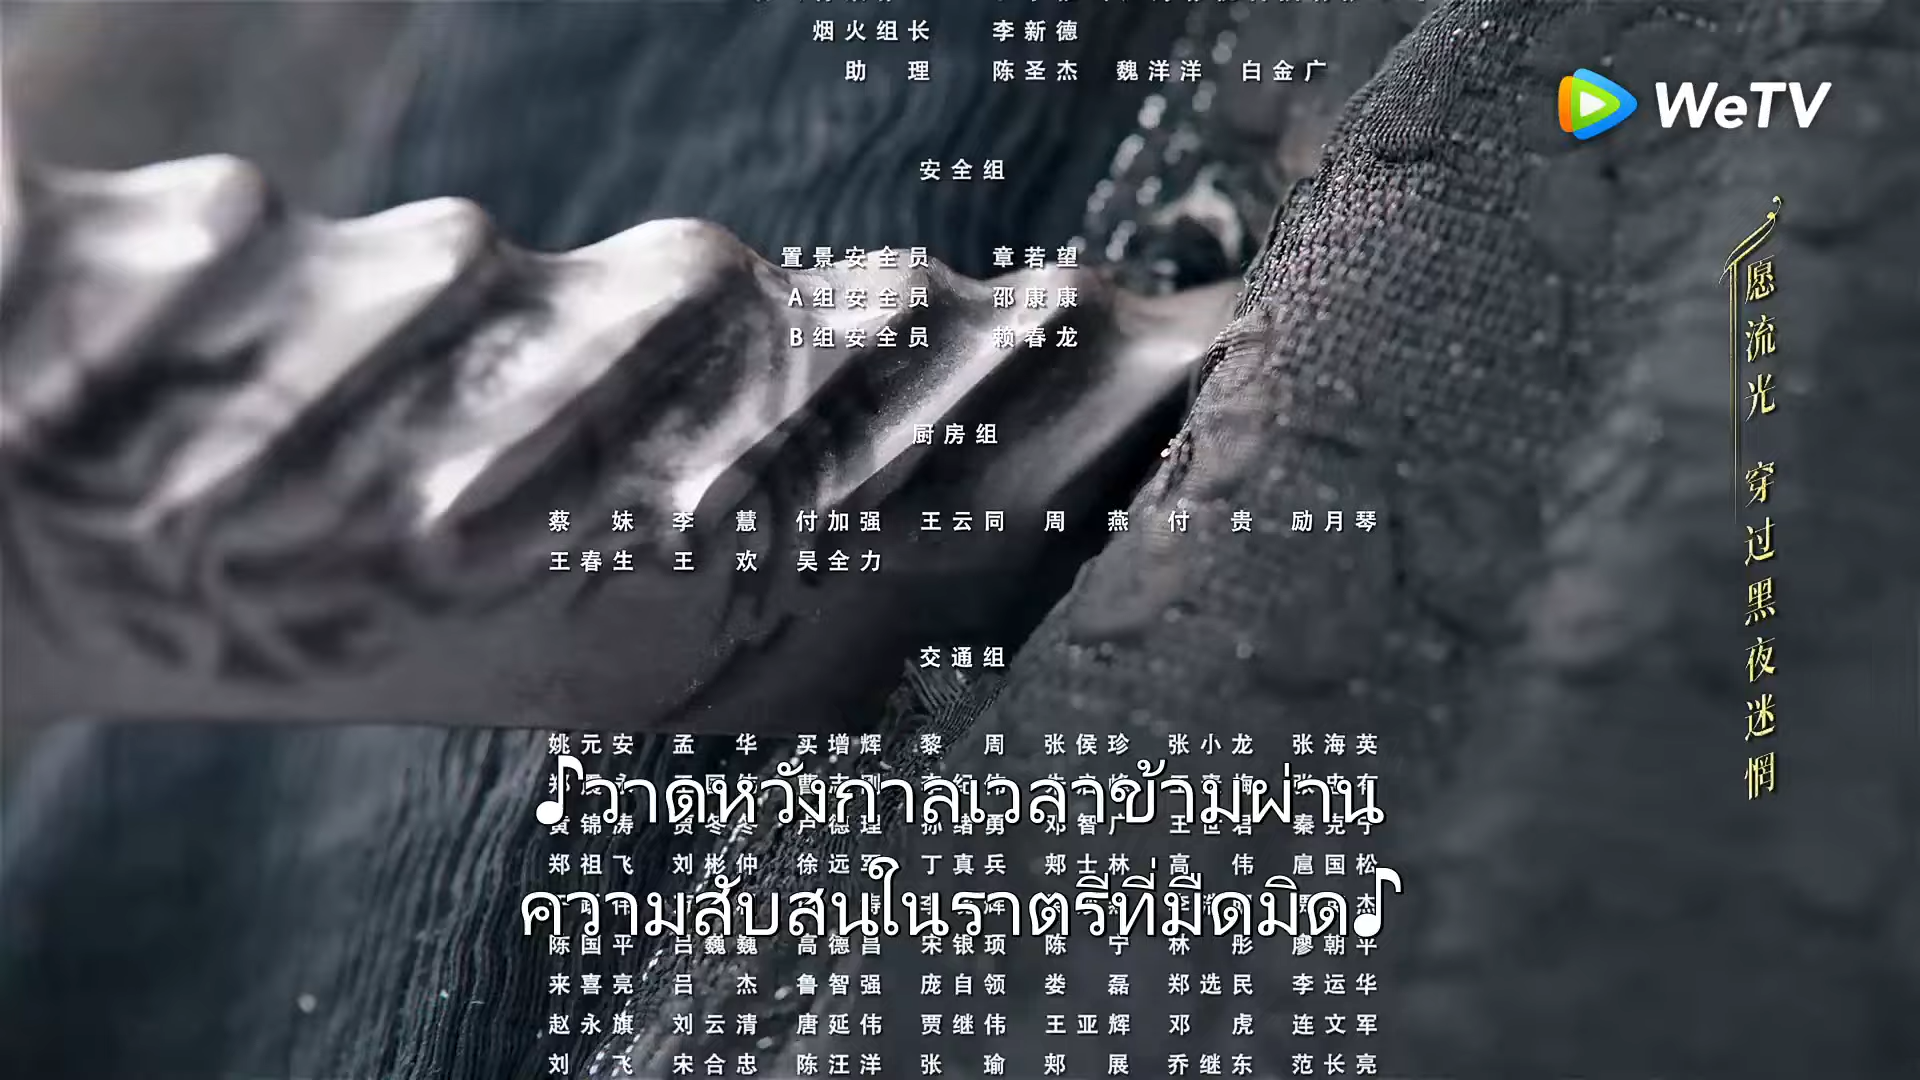 烟火组长 李新德
助理 陈圣杰 魏洋洋 白金广
WeTV
安全组
置景安全员 章若望
A组安全员 邵康康
B组安全员 赖春龙
愿流光 穿过黑夜迷惘
厨房组
蔡妹 李慧 付加强 王云同 周燕 付贵 励月琴
王春生 王欢 吴全力
交通组
姚元安 孟华 买增辉 黎周 张侯珍 张小龙 张海英
♪วาดหวังกาลเวลาข้ามผ่าน
ความสับสนในราตรีที่มืดมิด♪
郑祖飞 刘彬仲 徐远军 丁真兵 郏士林 高伟 扈国松
陈国平 吕巍巍 高德昌 宋银顼 陈宁 林彤 廖朝平
来喜亮 吕杰 鲁智强 庞自领 娄磊 郑选民 李运华
赵永旗 刘云清 唐延伟 贾继伟 王亚辉 邓虎 连文军
刘飞 宋合忠 陈汪洋 张瑜 郏展 乔继东 范长亮